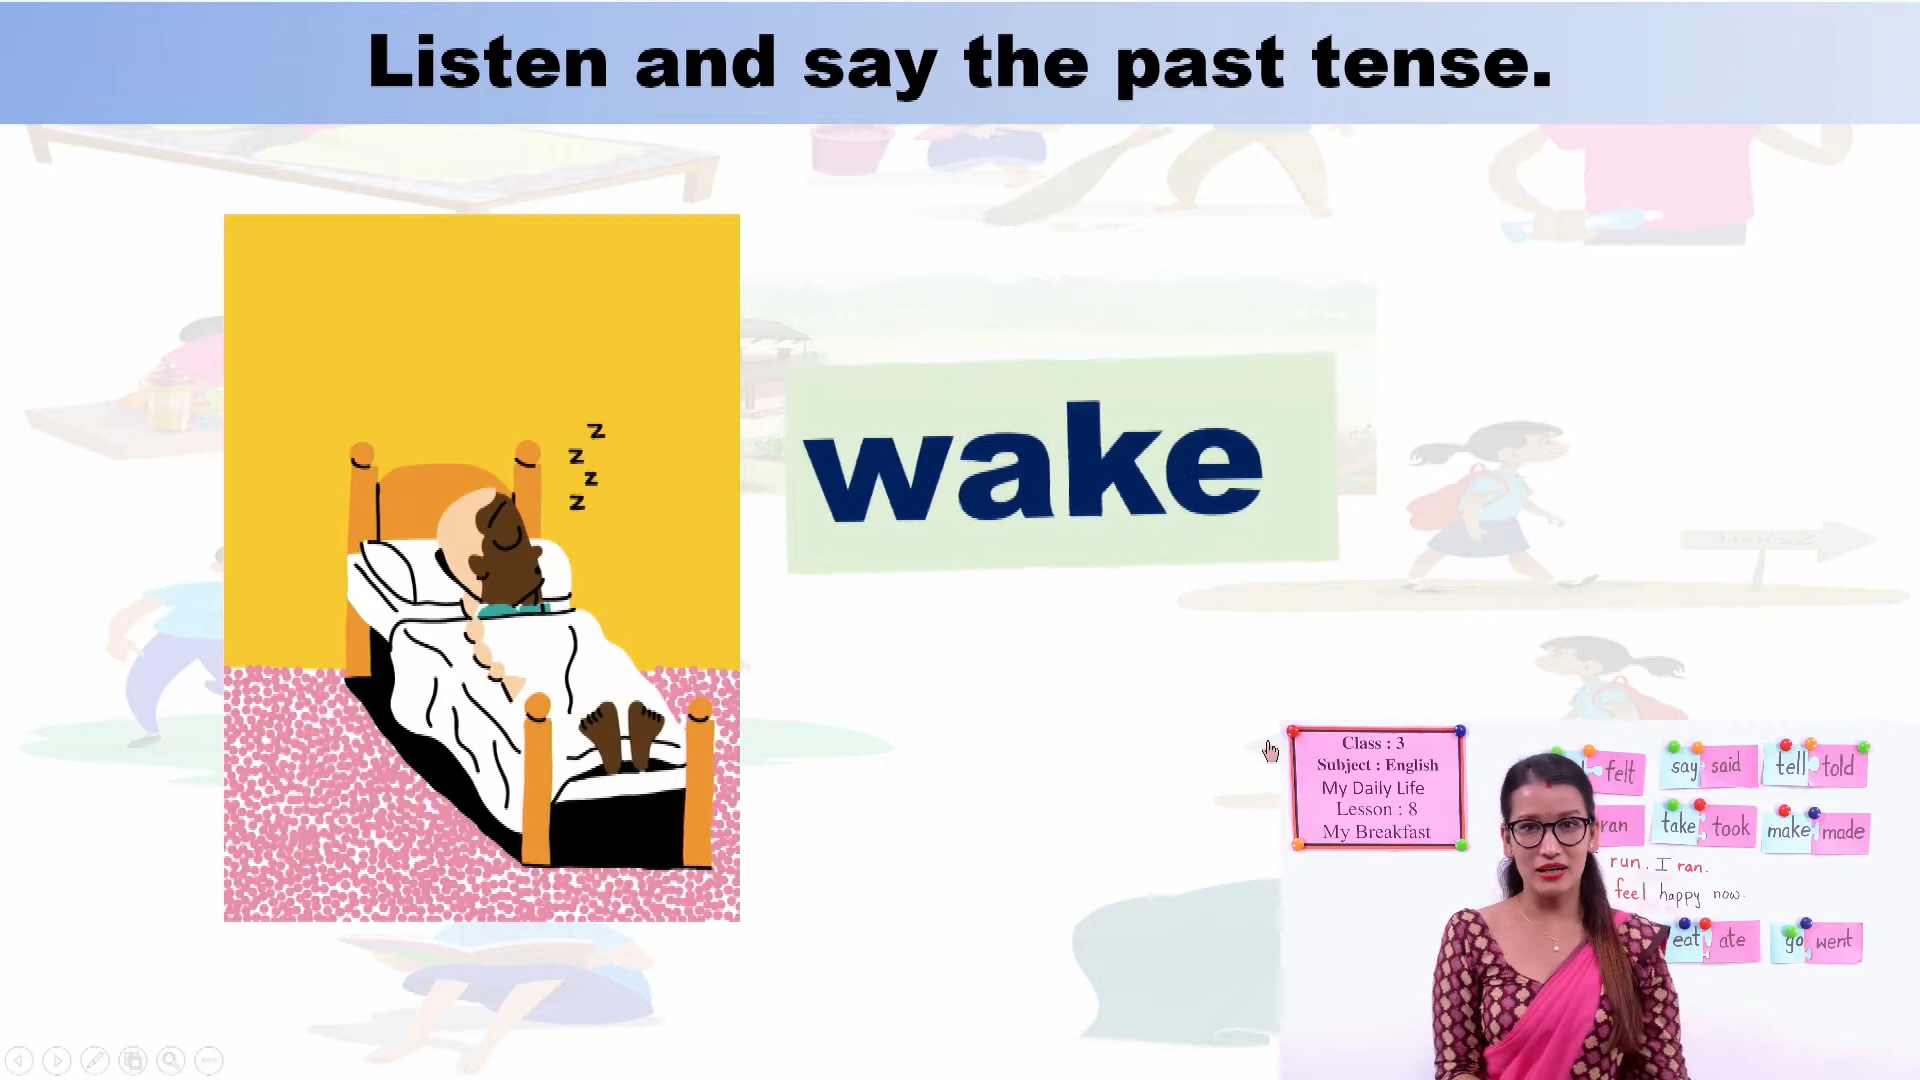 Listen and say the past tense.
z
z
z
z
wake
Class : 3
Subject : English
My Daily Life
Lesson : 8
My Breakfast
felt
say said
tell told
ran
take took
make made
run. I ran.
feel happy now.
eat ate
go went